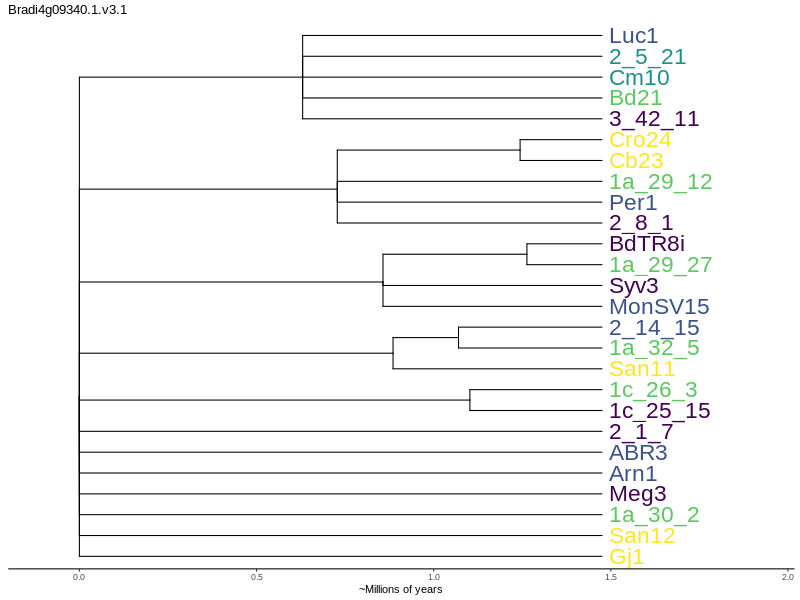 Bradi4g09340.1.v3.1
Luc1
2_5_21
Cm10
Bd21
3_42_11
Cro24
Cb23
1a_29_12
Per1
2_8_1
BdTR8i
1a_29_27
Syv3
MonSV15
2_14_15
1a_32_5
San11
1c_26_3
1c_25_15
2_1_7
ABR3
Arn1
Meg3
1a_30_2
San12
Gj1
0.0 0.5 1.0 1.5 2.0
~Millions of years